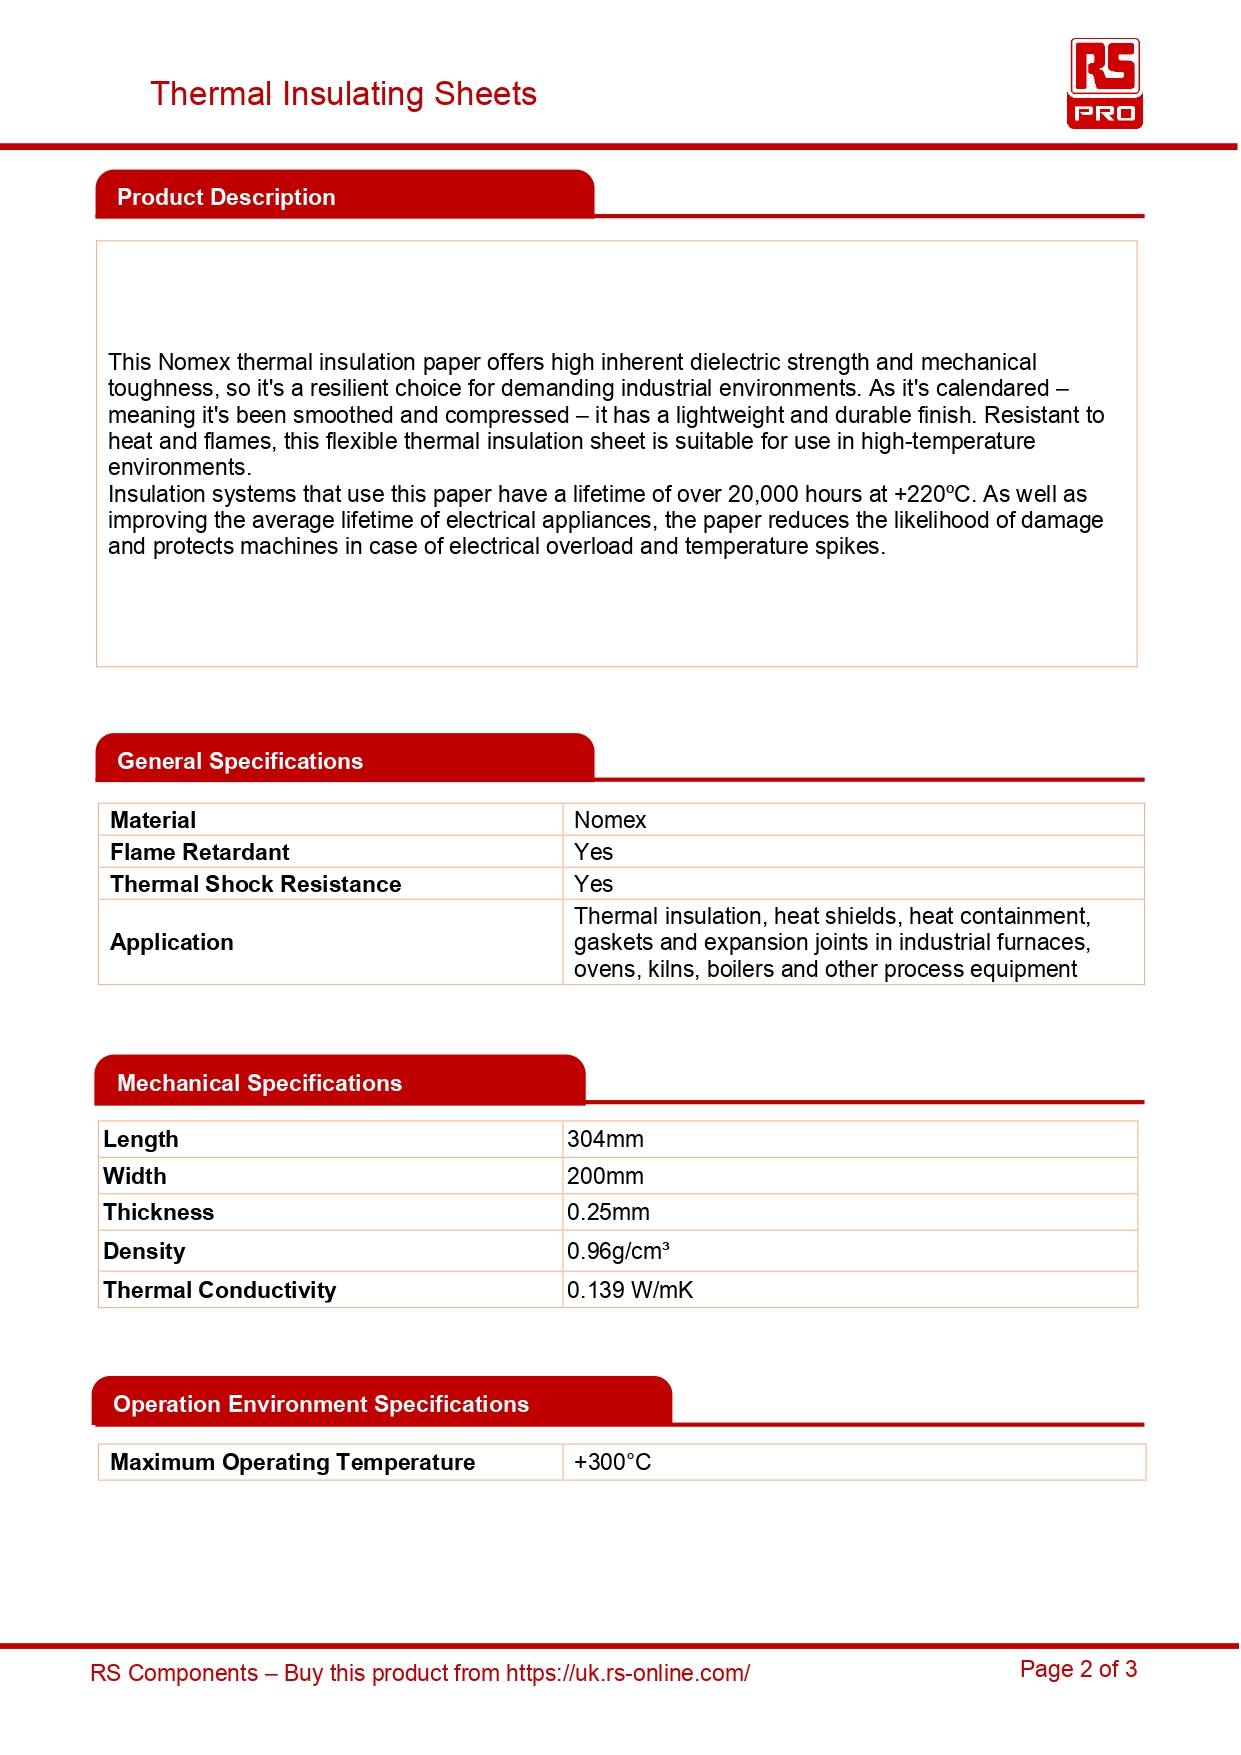 Thermal Insulating Sheets
RS
PRO
Product Description
This Nomex thermal insulation paper offers high inherent dielectric strength and mechanical
toughness, so it's a resilient choice for demanding industrial environments. As it's calendared –
meaning it's been smoothed and compressed – it has a lightweight and durable finish. Resistant to
heat and flames, this flexible thermal insulation sheet is suitable for use in high-temperature
environments.
Insulation systems that use this paper have a lifetime of over 20,000 hours at +220ºC. As well as
improving the average lifetime of electrical appliances, the paper reduces the likelihood of damage
and protects machines in case of electrical overload and temperature spikes.
General Specifications
Material Nomex
Flame Retardant Yes
Thermal Shock Resistance Yes
Application Thermal insulation, heat shields, heat containment,
gaskets and expansion joints in industrial furnaces,
ovens, kilns, boilers and other process equipment
Mechanical Specifications
Length 304mm
Width 200mm
Thickness 0.25mm
Density 0.96g/cm³
Thermal Conductivity 0.139 W/mK
Operation Environment Specifications
Maximum Operating Temperature +300°C
RS Components – Buy this product from https://uk.rs-online.com/
Page 2 of 3